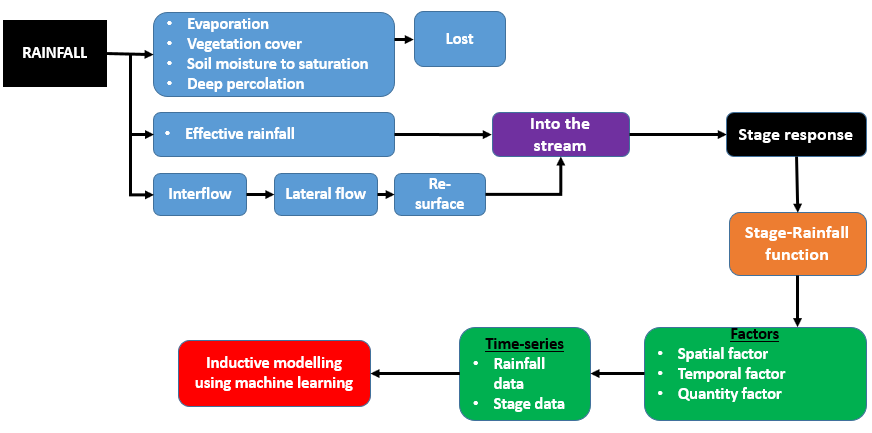 RAINFALL
• Evaporation
• Vegetation cover
• Soil moisture to saturation
• Deep percolation
Lost
• Effective rainfall
Into the
stream
Stage response
Interflow
Lateral flow
Re-
surface
Stage-Rainfall
function
Factors
• Spatial factor
• Temporal factor
• Quantity factor
Time-series
• Rainfall
data
• Stage data
Inductive modelling
using machine learning